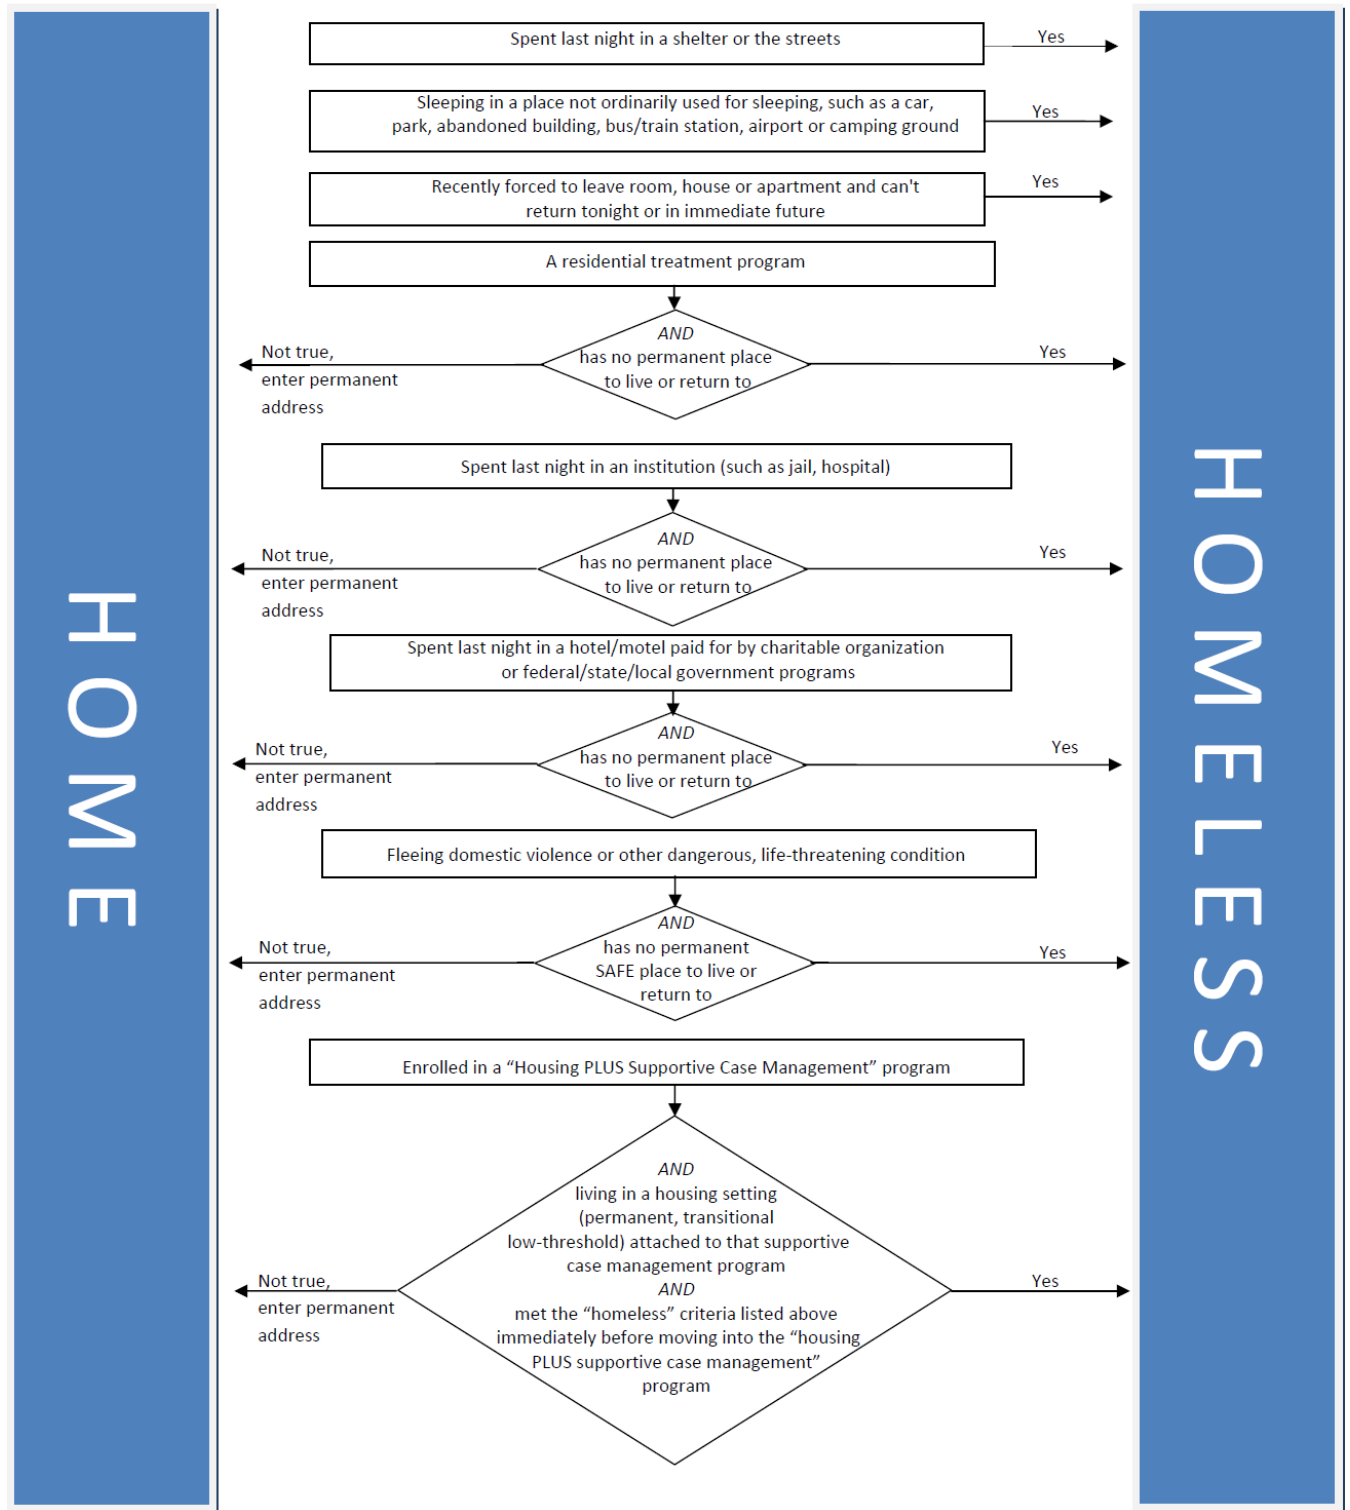 HOME
Spent last night in a shelter or the streets
Yes
Sleeping in a place not ordinarily used for sleeping, such as a car,
park, abandoned building, bus/train station, airport or camping ground
Yes
Recently forced to leave room, house or apartment and can't
return tonight or in immediate future
Yes
A residential treatment program
AND
has no permanent place
to live or return to
Not true,
enter permanent
address
Yes
Spent last night in an institution (such as jail, hospital)
AND
has no permanent place
to live or return to
Not true,
enter permanent
address
Yes
Spent last night in a hotel/motel paid for by charitable organization
or federal/state/local government programs
AND
has no permanent place
to live or return to
Not true,
enter permanent
address
Yes
Fleeing domestic violence or other dangerous, life-threatening condition
AND
has no permanent
SAFE place to live or
return to
Not true,
enter permanent
address
Yes
Enrolled in a “Housing PLUS Supportive Case Management” program
AND
living in a housing setting
(permanent, transitional
low-threshold) attached to that supportive
case management program
AND
met the “homeless” criteria listed above
immediately before moving into the “housing
PLUS supportive case management”
program
Not true,
enter permanent
address
Yes
HOMELESS